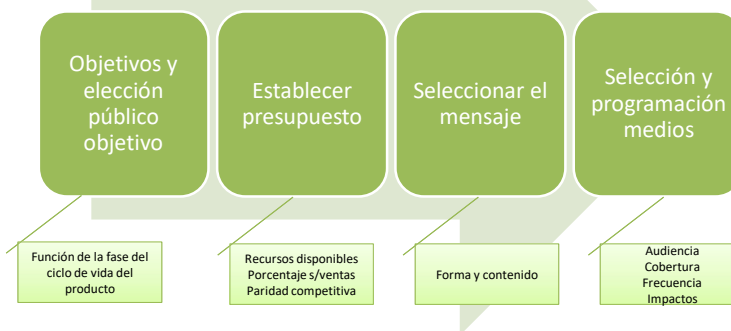 Objetivos y
elección
público
objetivo
Establecer
presupuesto
Seleccionar el
mensaje
Selección y
programación
medios
Función de la fase del
ciclo de vida del
producto
Recursos disponibles
Porcentaje s/ventas
Paridad competitiva
Forma y contenido
Audiencia
Cobertura
Frecuencia
Impactos